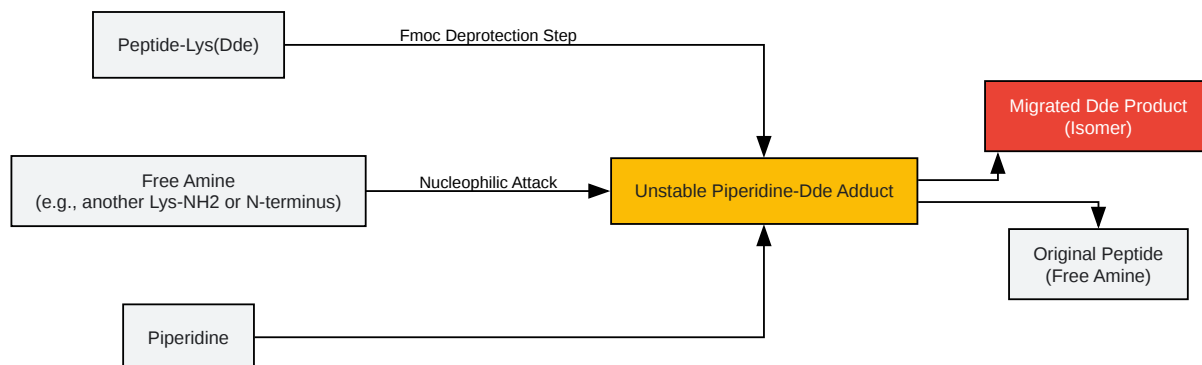 Peptide-Lys(Dde)
Fmoc Deprotection Step
Migrated Dde Product
(Isomer)
Free Amine
(e.g., another Lys-NH2 or N-terminus)
Nucleophilic Attack
Unstable Piperidine-Dde Adduct
Original Peptide
(Free Amine)
Piperidine